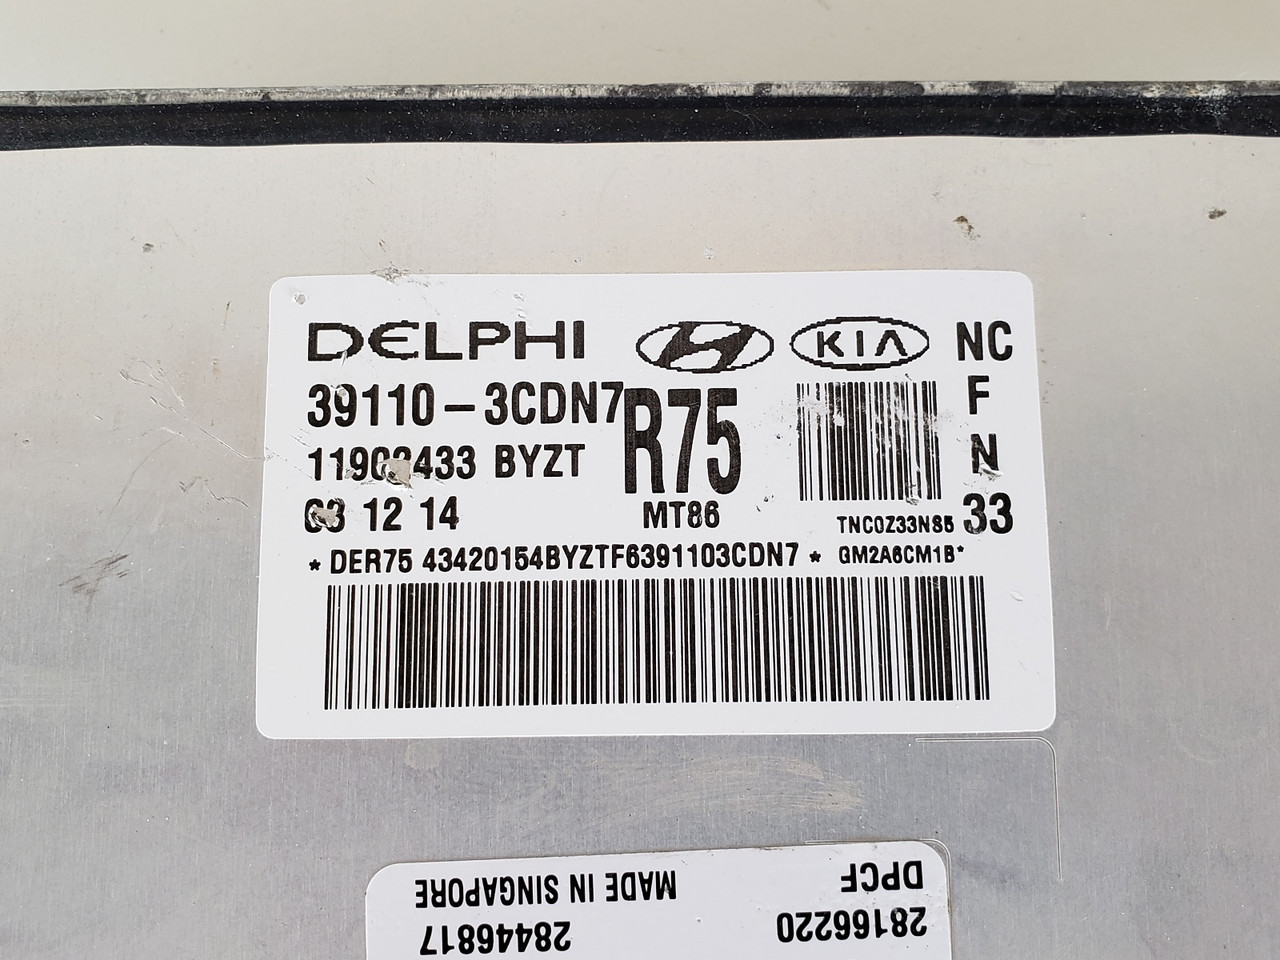 DELPHI KIA NC
39110-3CDN7 R75 F
BYZT N
12 14 MT86 TNC0Z33N85 33
* DER75 43420154BYZTF6391103CDN7 * GM2A6CM1B*
MADE IN SINGAPORE DPCF
28446817 28166220